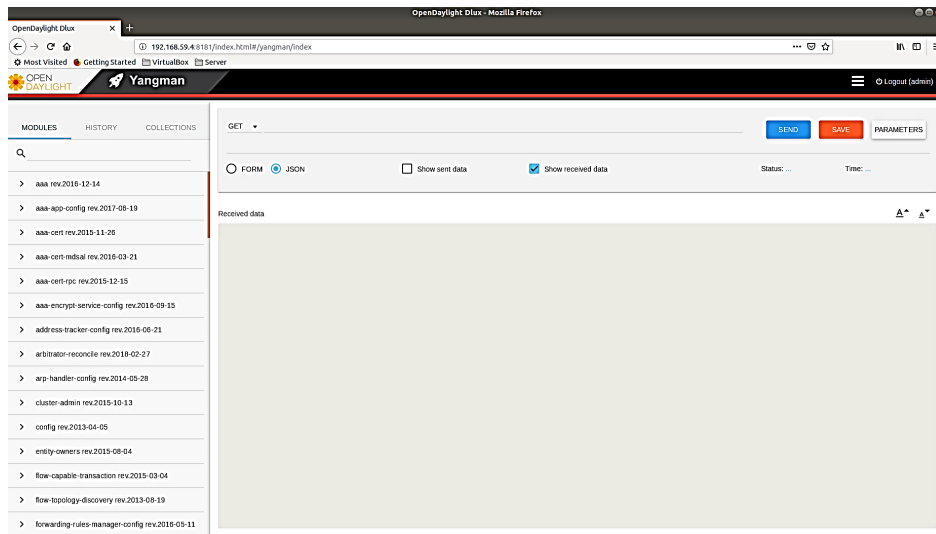 OpenDaylight Dlux - Mozilla Firefox
OpenDaylight Dlux × +
192.168.59.4:8181/index.html#/yangman/index
Most Visited Getting Started VirtualBox Server
OPEN
DAYLIGHT
Yangman
Logout (admin)
MODULES HISTORY COLLECTIONS
GET
SEND SAVE PARAMETERS
FORM JSON Show sent data Show received data Status: ... Time: ...
aaa rev.2016-12-14
aaa-app-config rev.2017-06-19
aaa-cert rev.2015-11-26
aaa-cert-mdsal rev.2016-03-21
aaa-cert-rpc rev.2015-12-15
aaa-encrypt-service-config rev.2016-09-15
address-tracker-config rev.2016-06-21
arbitrator-reconcile rev.2018-02-27
arp-handler-config rev.2014-05-28
cluster-admin rev.2015-10-13
config rev.2013-04-05
entity-owners rev.2015-08-04
flow-capable-transaction rev.2015-03-04
flow-topology-discovery rev.2013-08-19
forwarding-rules-manager-config rev.2016-05-11
Received data
A A